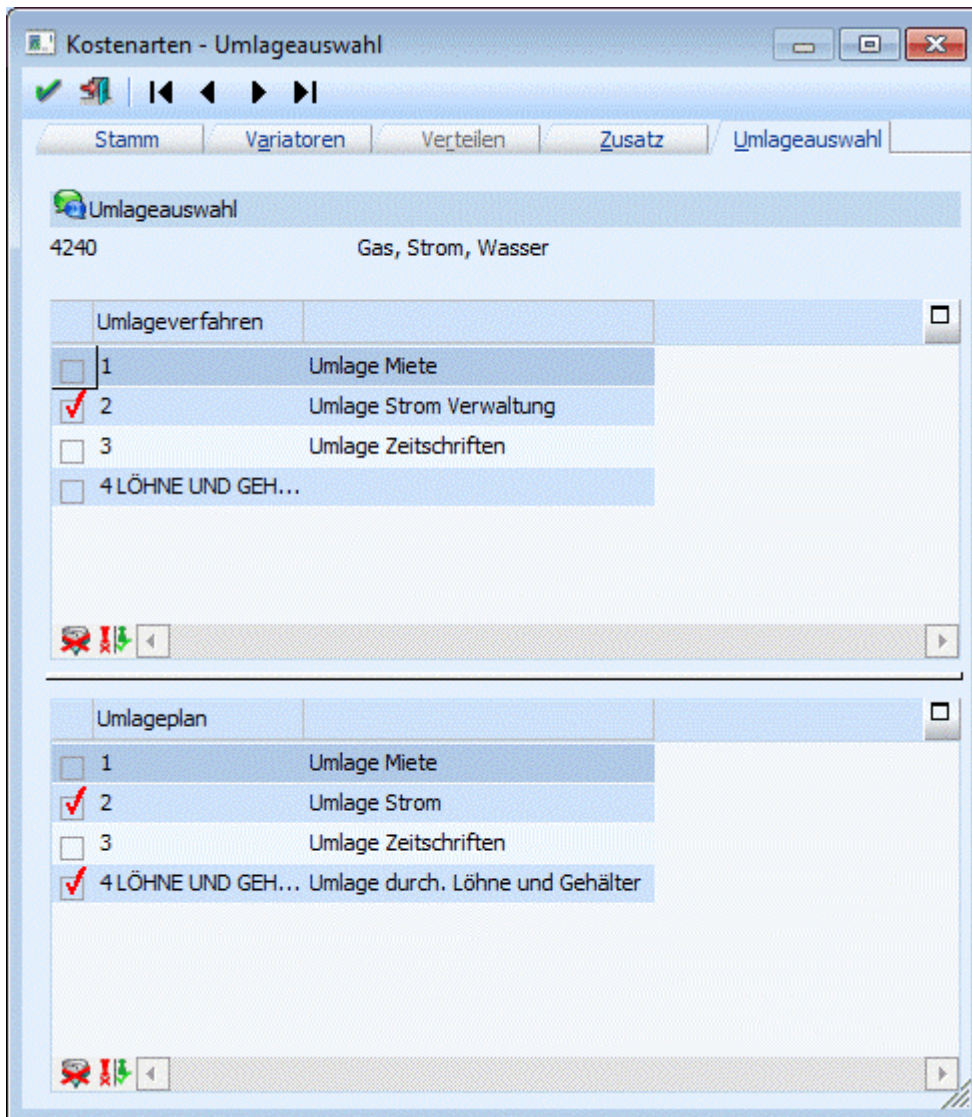 Kostenarten - Umlageauswahl
Stamm Variatoren Verteilen Zusatz Umlageauswahl
Umlageauswahl
4240 Gas, Strom, Wasser
Umlageverfahren
1 Umlage Miete
2 Umlage Strom Verwaltung
3 Umlage Zeitschriften
4 LÖHNE UND GEH...
Umlageplan
1 Umlage Miete
2 Umlage Strom
3 Umlage Zeitschriften
4 LÖHNE UND GEH... Umlage durch. Löhne und Gehälter